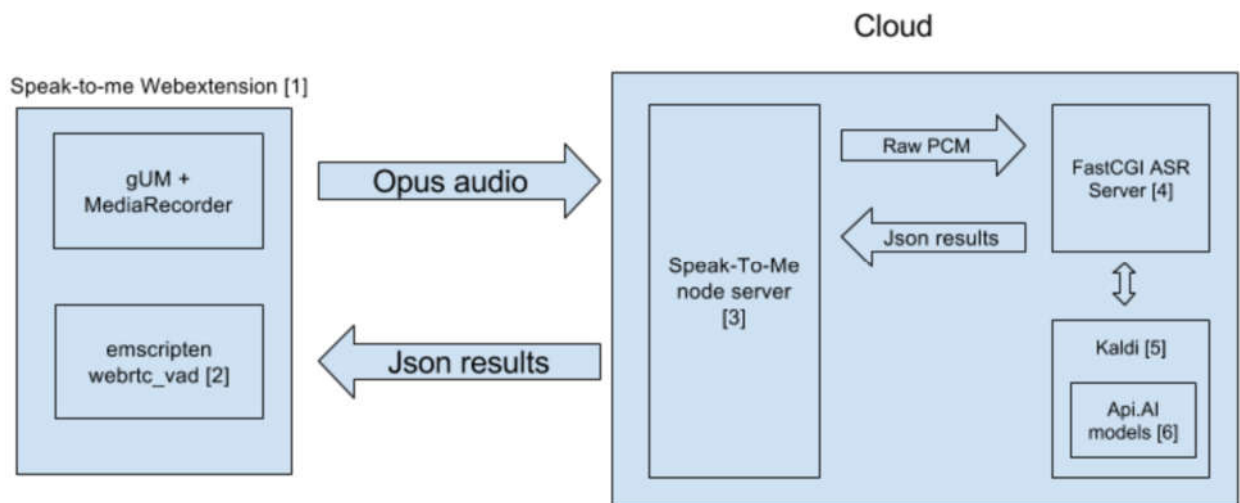 Cloud
Speak-to-me Webextension [1]
gUM +
MediaRecorder
emscripten
webrtc_vad [2]
Opus audio
Json results
Speak-To-Me
node server
[3]
Raw PCM
Json results
FastCGI ASR
Server [4]
Kaldi [5]
Api.AI
models [6]